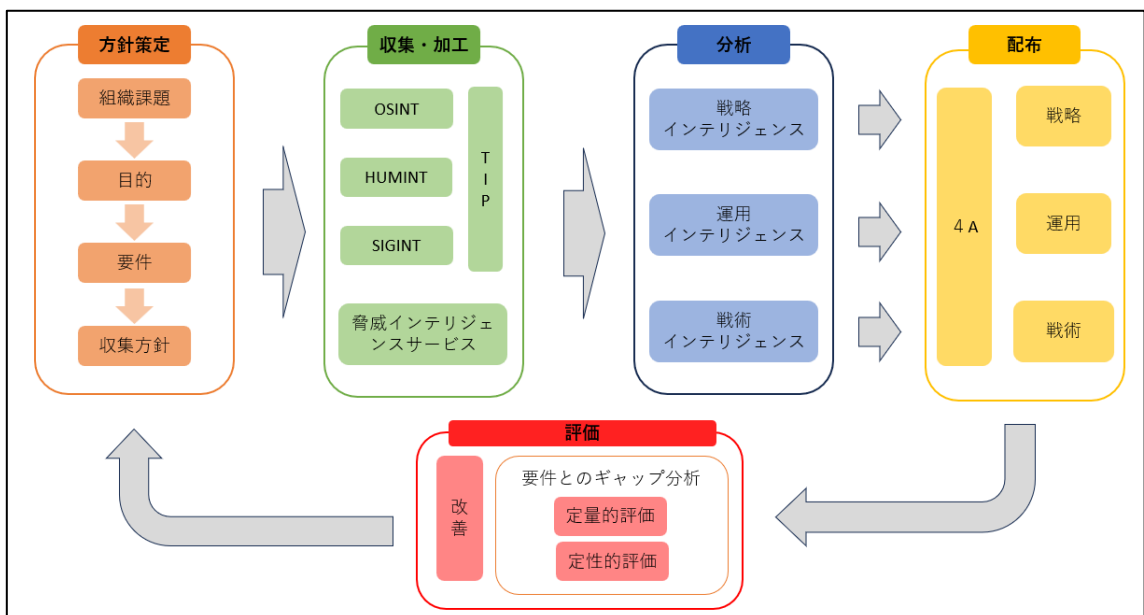 方針策定
組織課題
目的
要件
収集方針
収集・加工
OSINT
HUMINT
SIGINT
TIP
脅威インテリジェ
ンスサービス
分析
戦略
インテリジェンス
運用
インテリジェンス
戦術
インテリジェンス
配布
４A
戦略
運用
戦術
評価
改善
要件とのギャップ分析
定量的評価
定性的評価